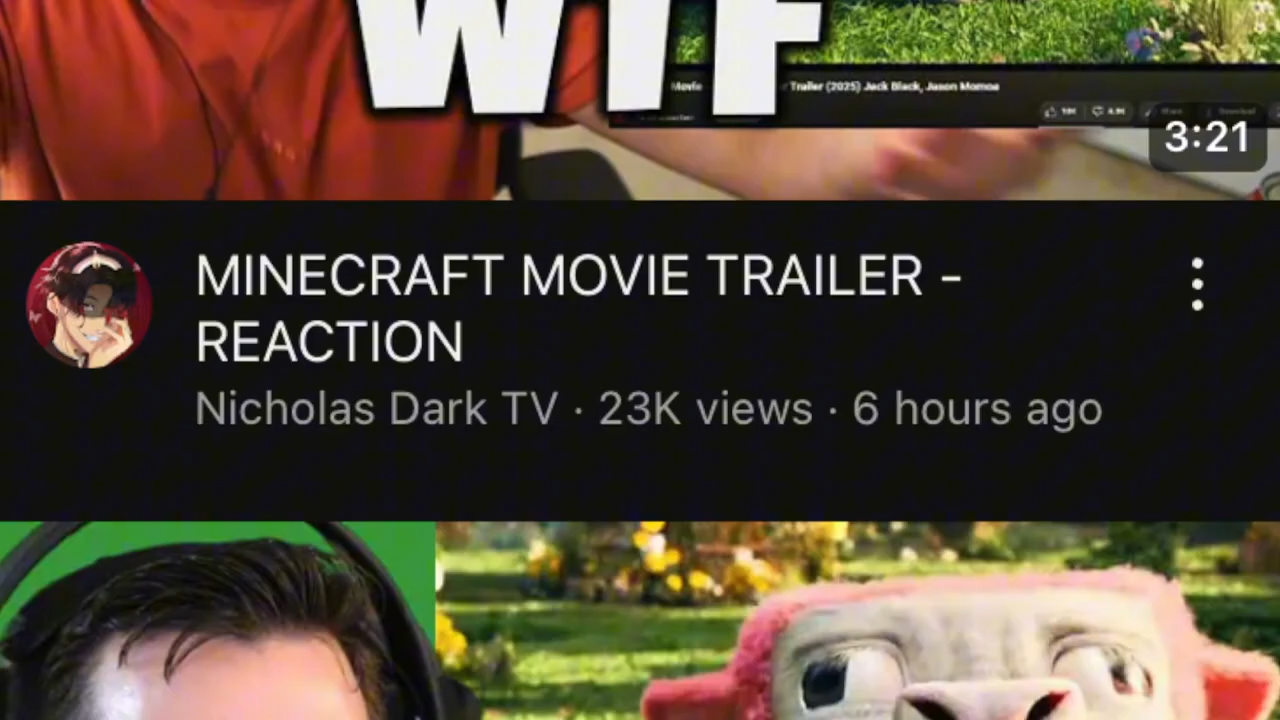 WTF
Movie
Trailer (2025) Jack Black, Jason Momoa
3:21
MINECRAFT MOVIE TRAILER -
REACTION
Nicholas Dark TV · 23K views · 6 hours ago